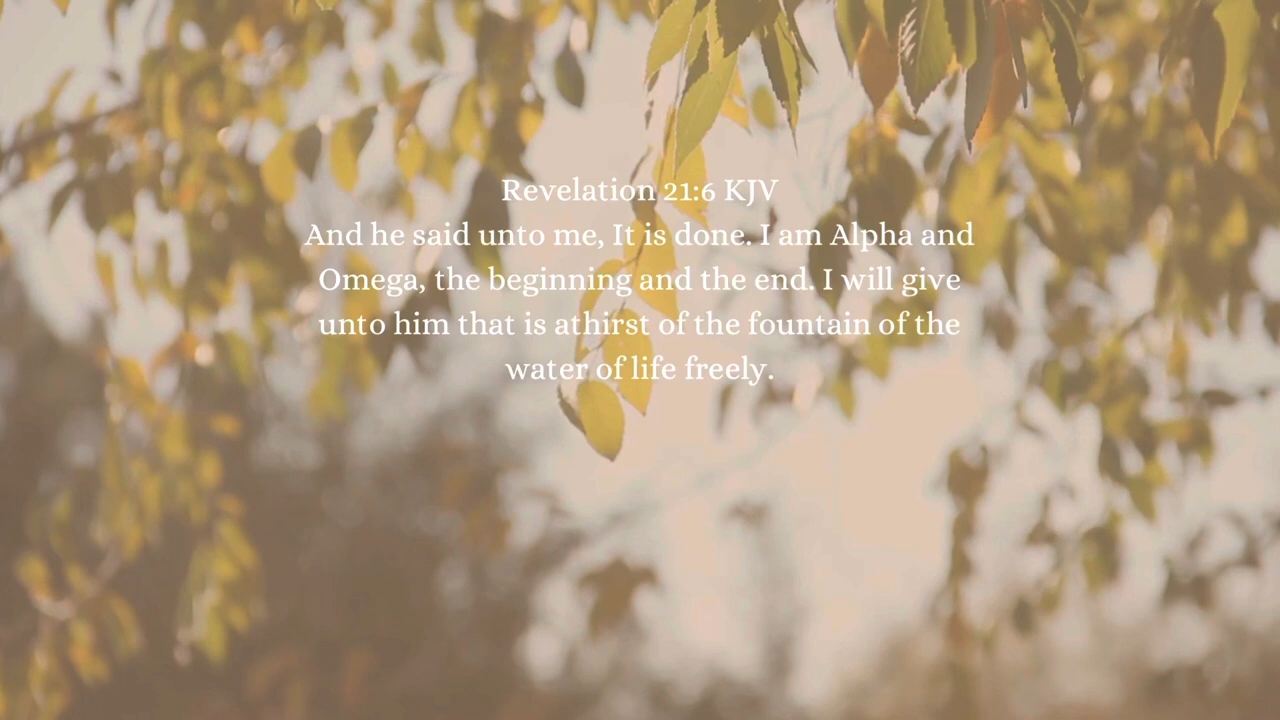 Revelation 21:6 KJV
And he said unto me, It is done. I am Alpha and
Omega, the beginning and the end. I will give
unto him that is athirst of the fountain of the
water of life freely.